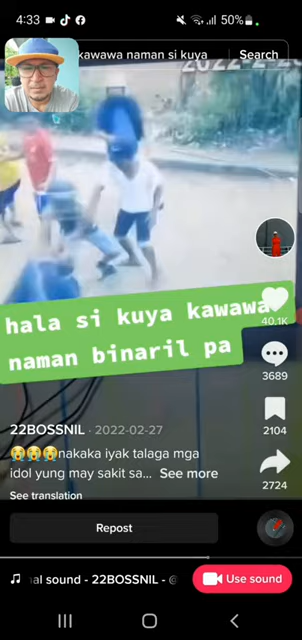 4:33
50%
kawawa naman si kuya
Search
hala si kuya kawawa
naman binaril pa
40.1K
3689
2104
2724
22BOSSNIL · 2022-02-27
😭😭😭nakaka iyak talaga mga
idol yung may sakit sa... See more
See translation
Repost
nal sound - 22BOSSNIL - @
Use sound